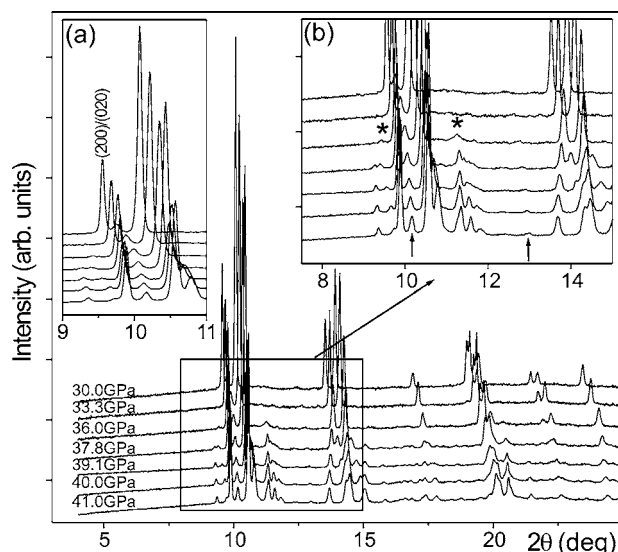 (a)
(b)
(200)/(020)
*
*
9
10
11
8
10
12
14
Intensity (arb. units)
30.0GPa
33.3GPa
36.0GPa
37.8GPa
39.1GPa
40.0GPa
41.0GPa
5
10
15
20
2θ (deg)